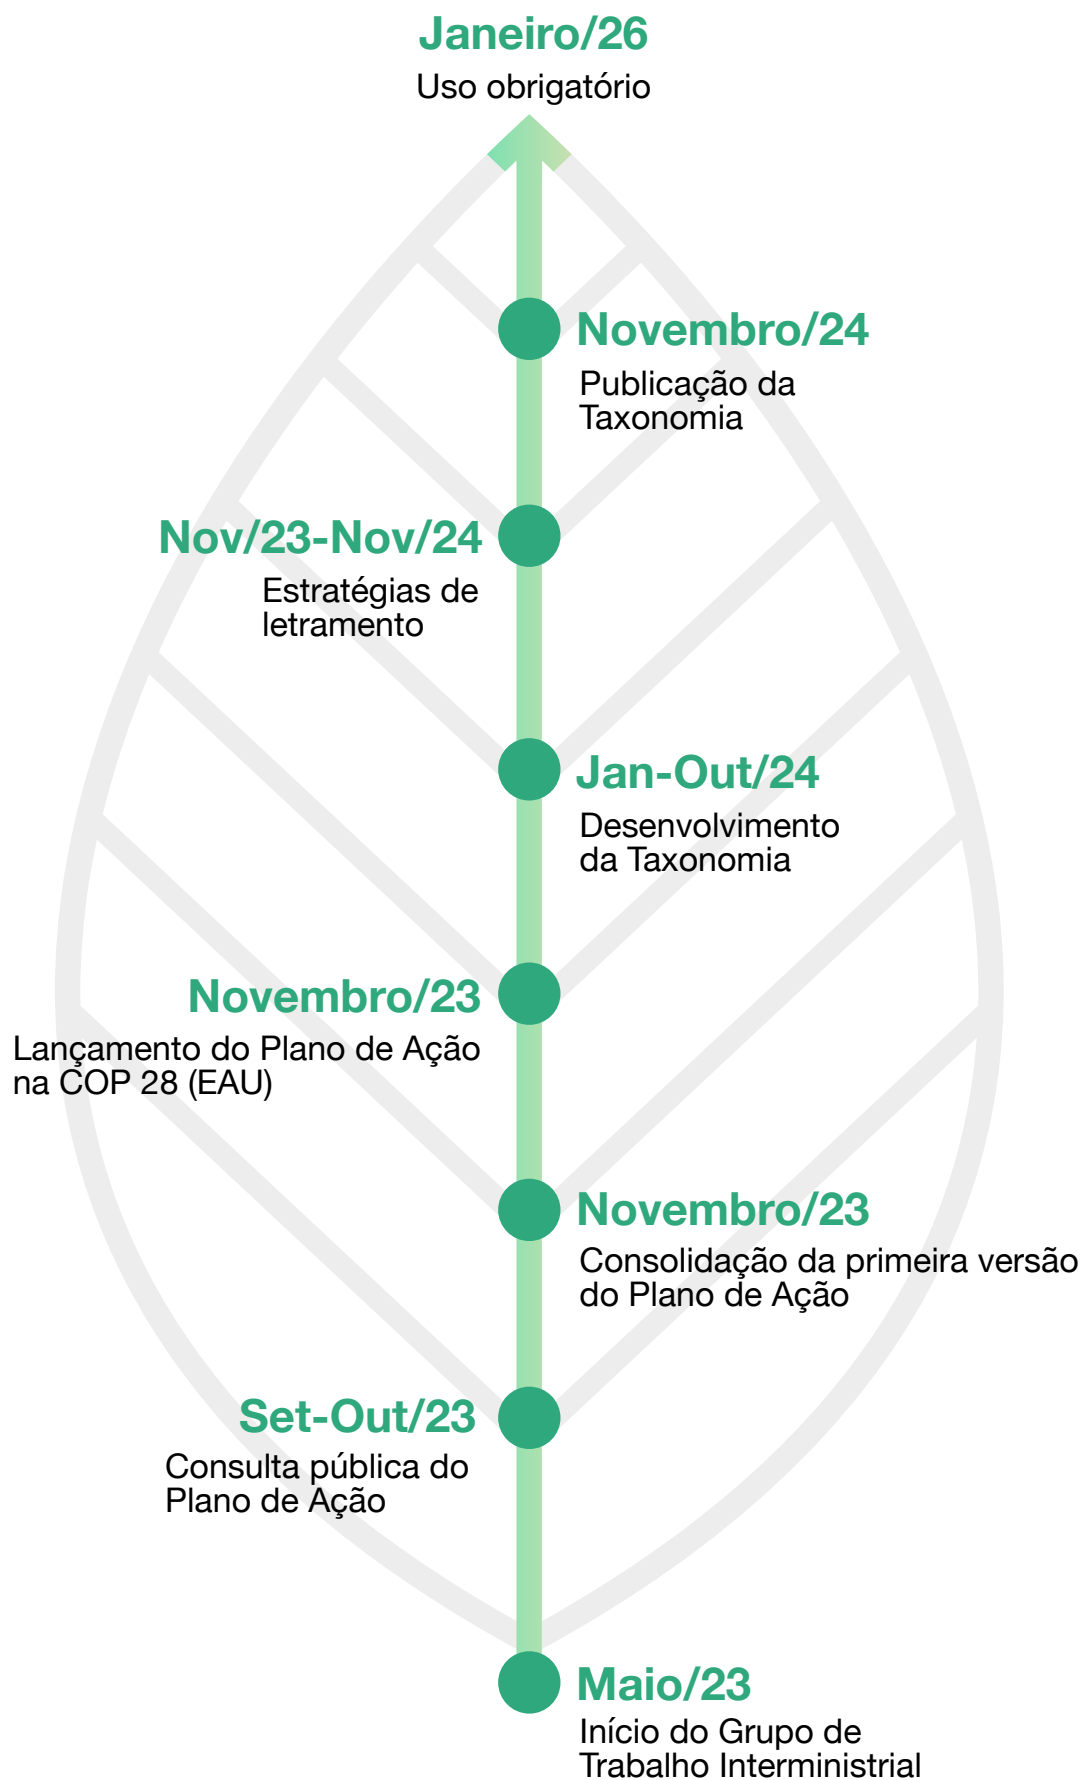 Janeiro/26
Uso obrigatório
Novembro/24
Publicação da
Taxonomia
Nov/23-Nov/24
Estratégias de
letramento
Jan-Out/24
Desenvolvimento
da Taxonomia
Novembro/23
Lançamento do Plano de Ação
na COP 28 (EAU)
Novembro/23
Consolidação da primeira versão
do Plano de Ação
Set-Out/23
Consulta pública do
Plano de Ação
Maio/23
Início do Grupo de
Trabalho Interministrial